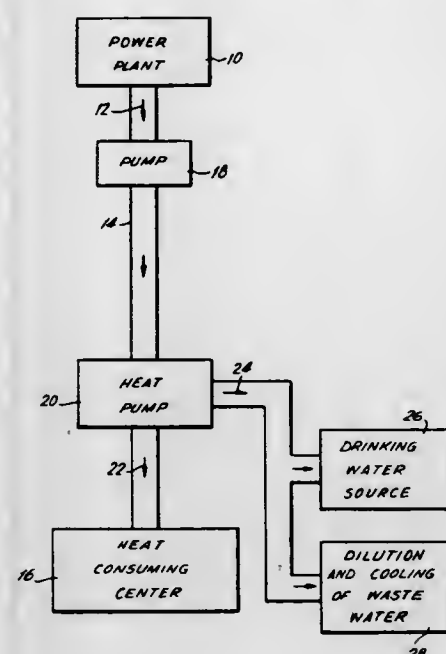 POWER
PLANT
10
12
PUMP
18
14
HEAT
PUMP
20
24
22
26
DRINKING
WATER
SOURCE
HEAT
CONSUMING
CENTER
16
DILUTION
AND COOLING
OF WASTE
WATER
28